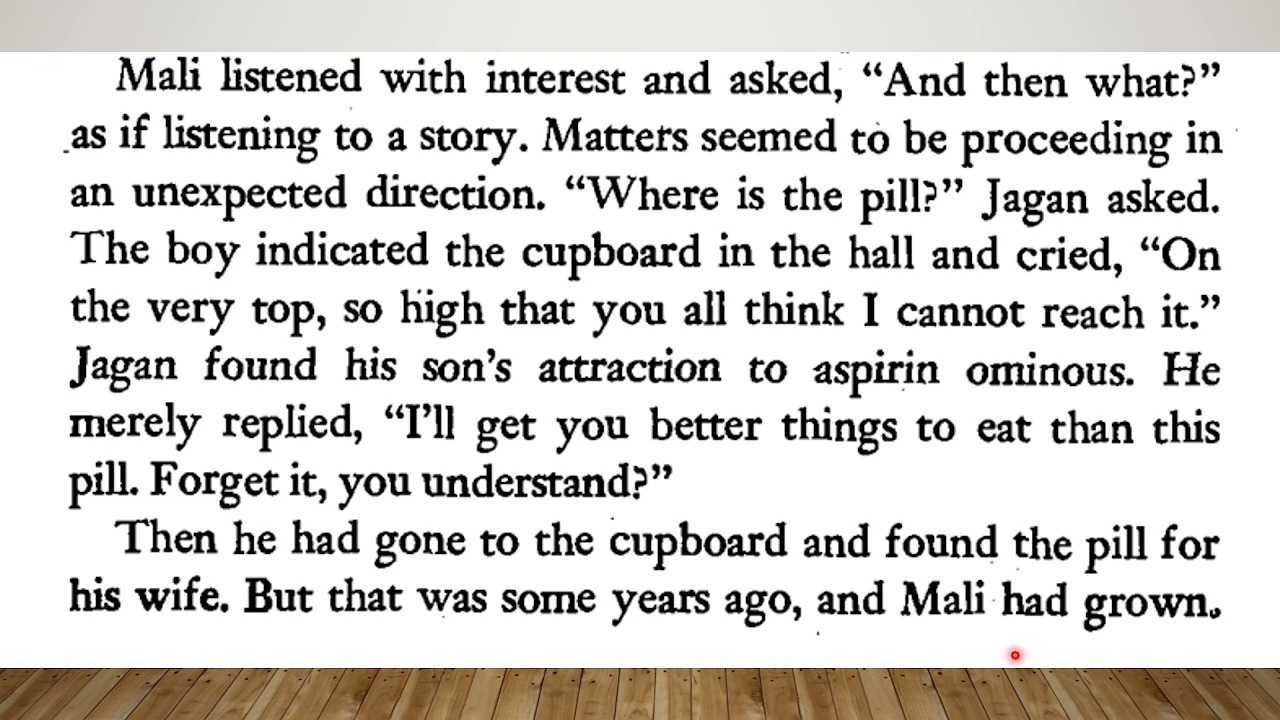 Mali listened with interest and asked, “And then what?”
as if listening to a story. Matters seemed to be proceeding in
an unexpected direction. “Where is the pill?” Jagan asked.
The boy indicated the cupboard in the hall and cried, “On
the very top, so high that you all think I cannot reach it.”
Jagan found his son’s attraction to aspirin ominous. He
merely replied, “I’ll get you better things to eat than this
pill. Forget it, you understand?”
Then he had gone to the cupboard and found the pill for
his wife. But that was some years ago, and Mali had grown.